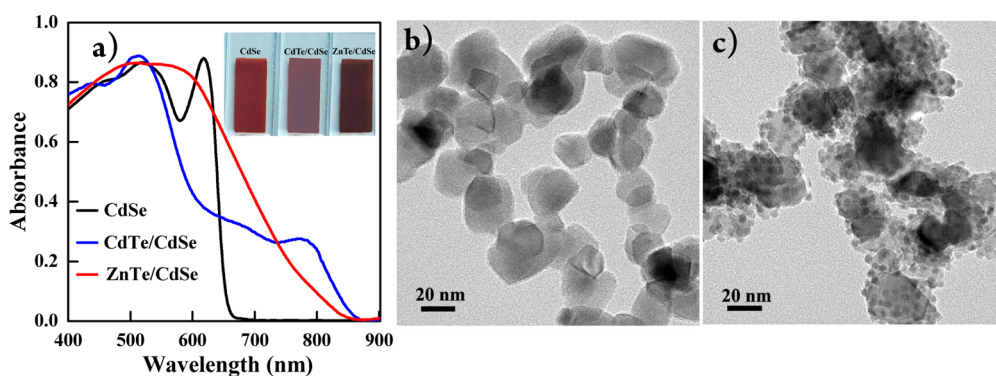 a)
CdSe
CdTe/CdSe
ZnTe/CdSe
1.0
0.8
0.6
0.4
0.2
0.0
Absorbance
CdSe
CdTe/CdSe
ZnTe/CdSe
400
500
600
700
800
900
Wavelength (nm)
b)
20 nm
c)
20 nm